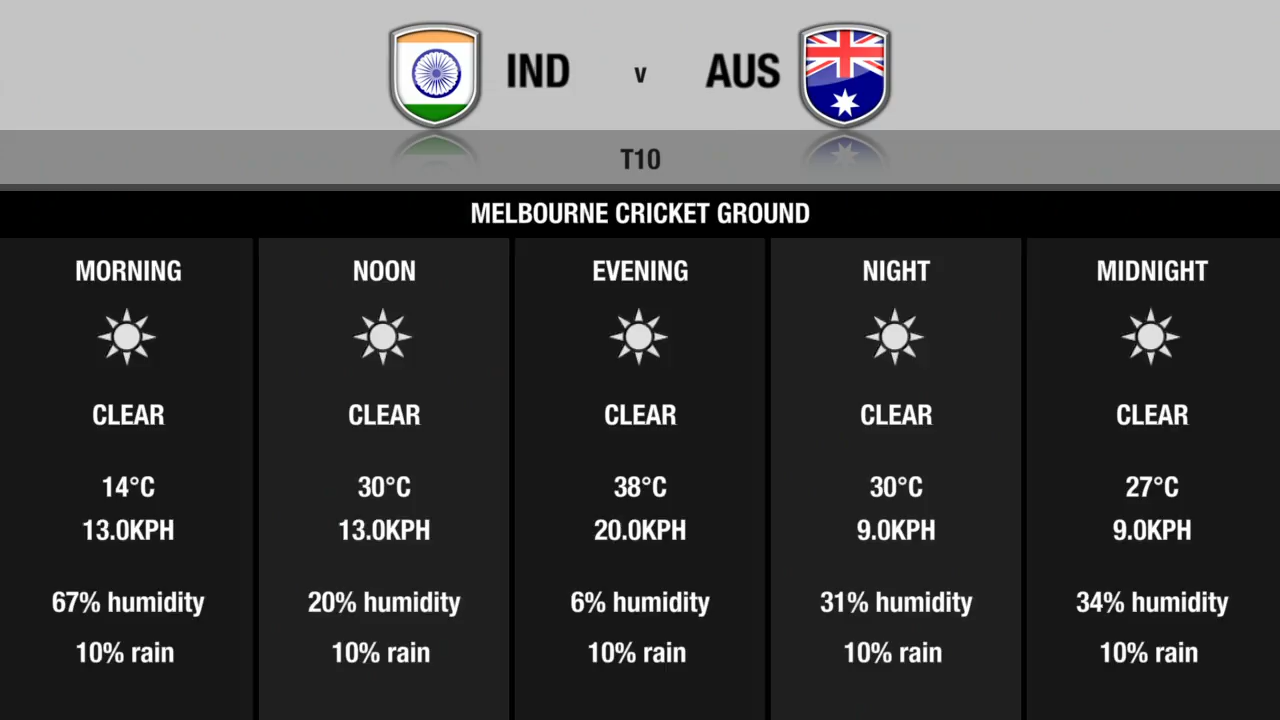 IND v AUS
T10
MELBOURNE CRICKET GROUND
MORNING
CLEAR
14°C
13.0KPH
67% humidity
10% rain
NOON
CLEAR
30°C
13.0KPH
20% humidity
10% rain
EVENING
CLEAR
38°C
20.0KPH
6% humidity
10% rain
NIGHT
CLEAR
30°C
9.0KPH
31% humidity
10% rain
MIDNIGHT
CLEAR
27°C
9.0KPH
34% humidity
10% rain